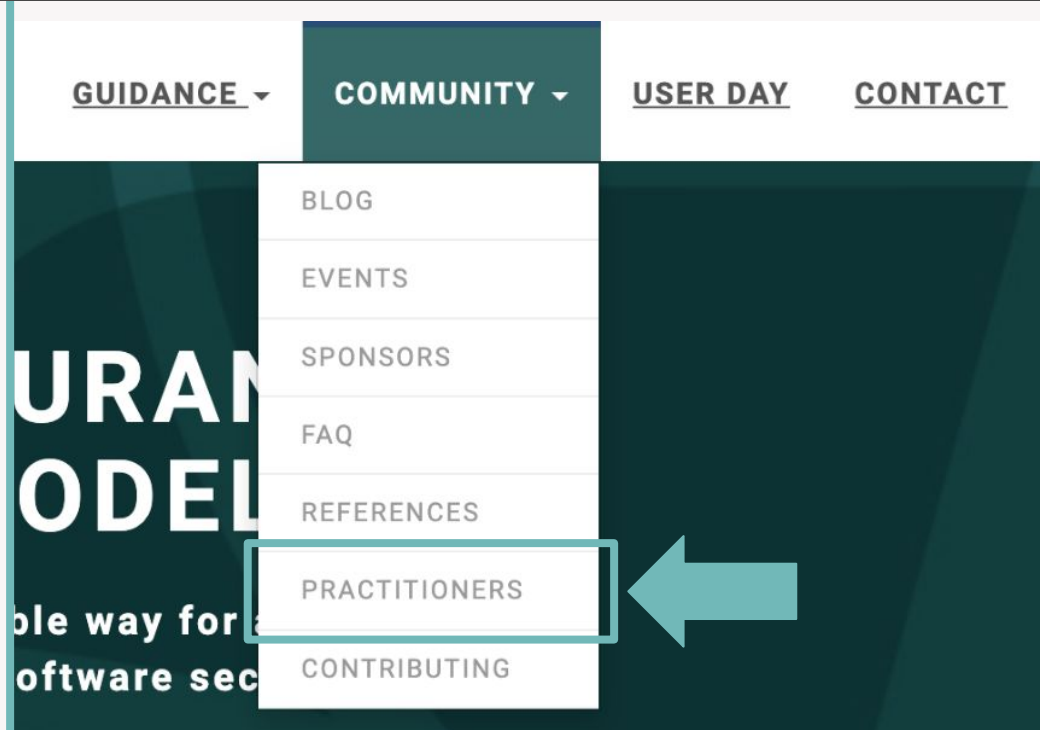 GUIDANCE COMMUNITY USER DAY CONTACT
BLOG
EVENTS
SPONSORS
URAN
FAQ
ODEL
REFERENCES
PRACTITIONERS
ble way for a
CONTRIBUTING
oftware sec